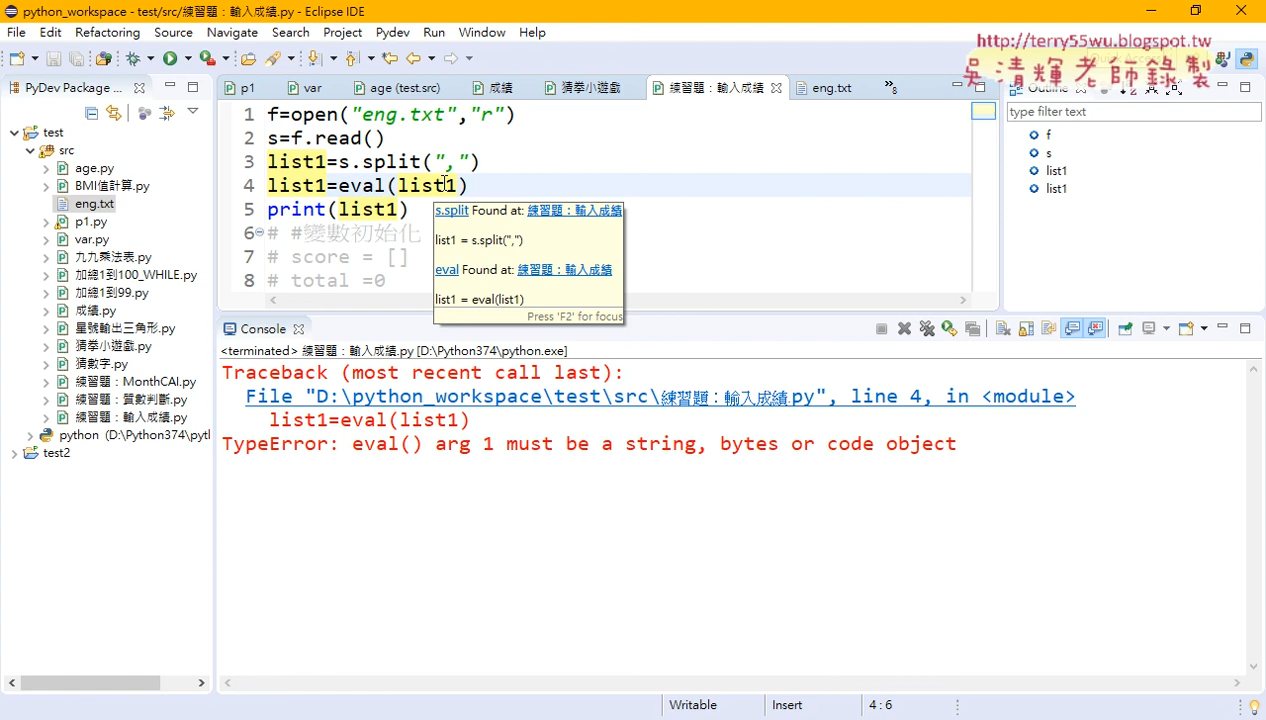 python_workspace - test/src/練習題：輸入成績.py - Eclipse IDE
File Edit Refactoring Source Navigate Search Project Pydev Run Window Help
http://terry55wu.blogspot.tw
吳清輝老師錄製
PyDev Package ...
p1
var
age (test.src)
成績
猜拳小遊戲
練習題：輸入成績
eng.txt
Outline
type filter text
f
s
list1
list1
test
src
age.py
BMI值計算.py
eng.txt
p1.py
var.py
九九乘法表.py
加總1到100_WHILE.py
加總1到99.py
成績.py
星號輸出三角形.py
猜拳小遊戲.py
猜數字.py
練習題：MonthCAl.py
練習題：質數判斷.py
練習題：輸入成績.py
python (D:\Python374\pytl
test2
1 f=open("eng.txt","r")
2 s=f.read()
3 list1=s.split(",")
4 list1=eval(list1)
5 print(list1)
6 # #變數初始化
7 # score = []
8 # total =0
s.split Found at: 練習題：輸入成績
list1 = s.split(",")
eval Found at: 練習題：輸入成績
list1 = eval(list1)
Press 'F2' for focus
Console
<terminated> 練習題：輸入成績.py [D:\Python374\python.exe]
Traceback (most recent call last):
File "D:\python_workspace\test\src\練習題：輸入成績.py", line 4, in <module>
list1=eval(list1)
TypeError: eval() arg 1 must be a string, bytes or code object
Writable
Insert
4 : 6